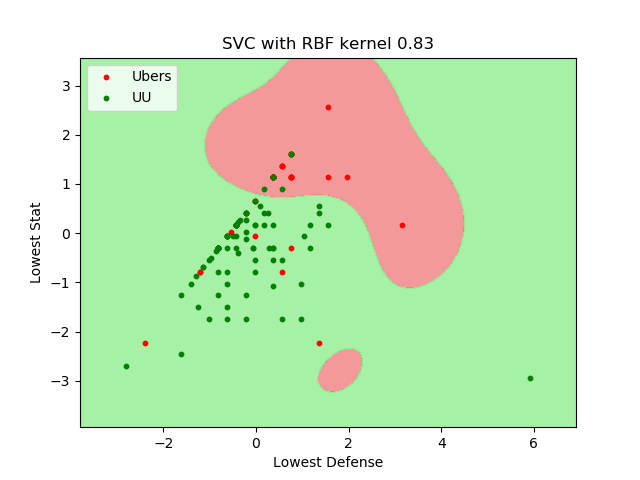 SVC with RBF kernel 0.83
Ubers
UU
3
2
1
0
−1
−2
−3
Lowest Stat
−2
0
2
4
6
Lowest Defense